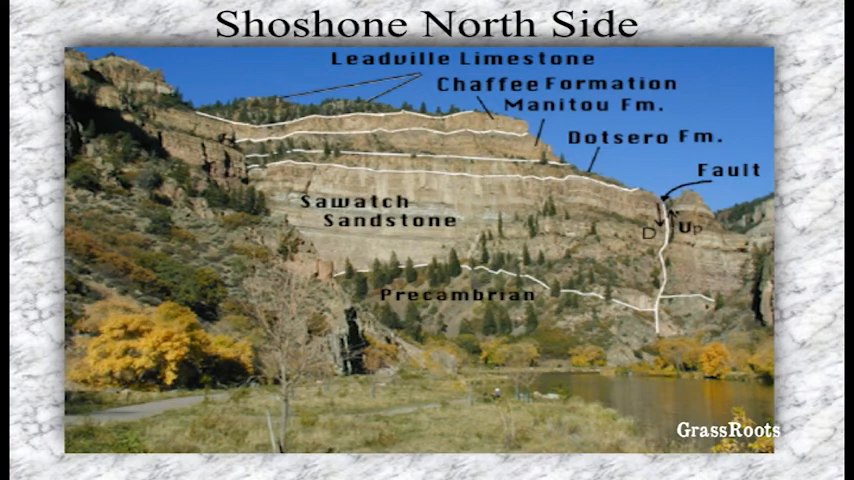 Shoshone North Side
Leadville Limestone
Chaffee Formation
Manitou Fm.
Dotsero Fm.
Fault
Sawatch
Sandstone
D
Up
Precambrian
GrassRoots